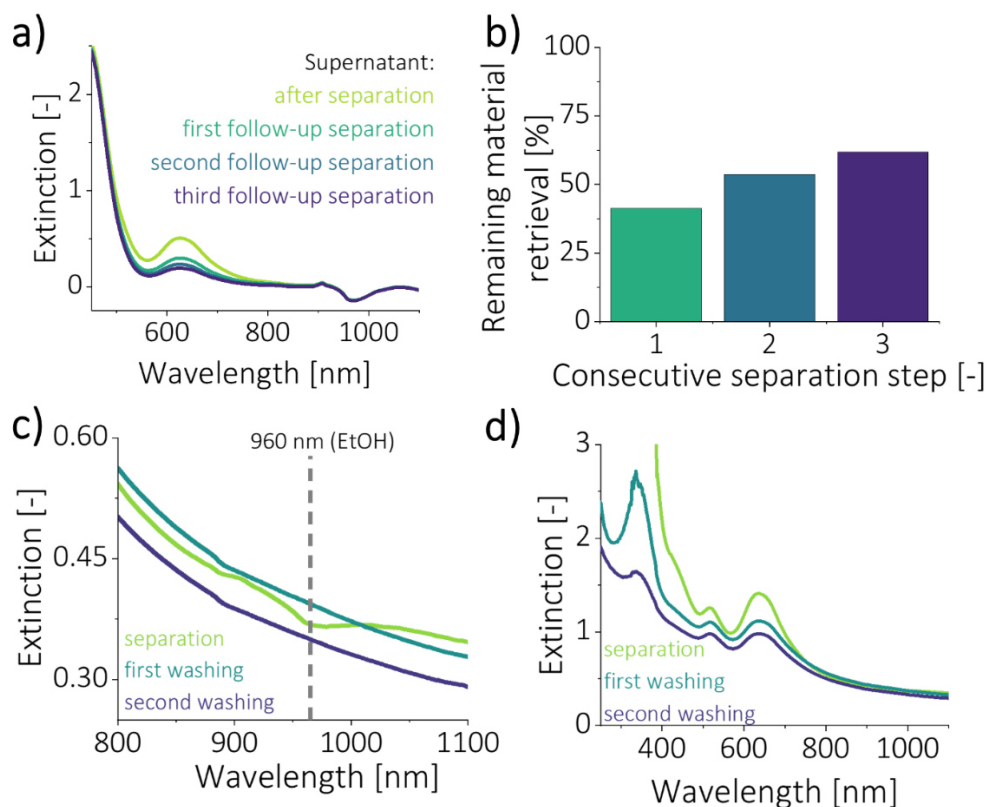 a)
Supernatant:
after separation
first follow-up separation
second follow-up separation
third follow-up separation
Extinction [-]
2
1
0
600
800
1000
Wavelength [nm]
b)
Remaining material
retrieval [%]
100
75
50
25
0
1
2
3
Consecutive separation step [-]
c)
960 nm (EtOH)
Extinction [-]
0.60
0.45
0.30
separation
first washing
second washing
800
900
1000
1100
Wavelength [nm]
d)
Extinction [-]
3
2
1
0
separation
first washing
second washing
400
600
800
1000
Wavelength [nm]